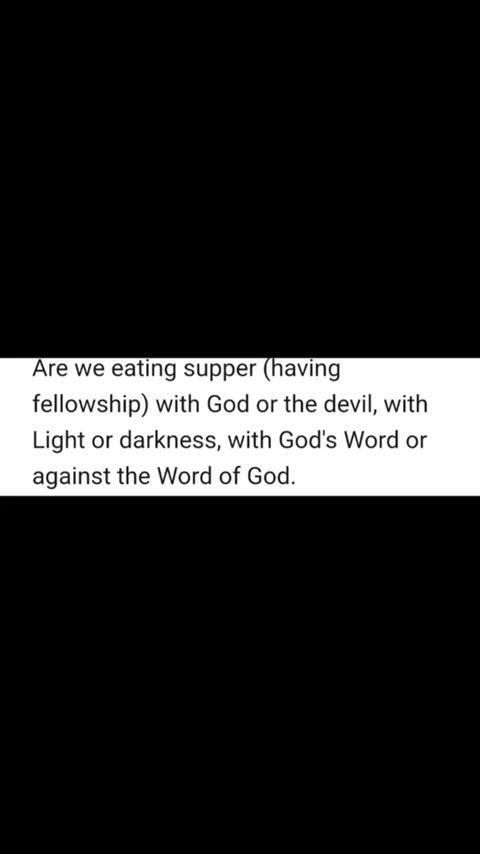 Are we eating supper (having
fellowship) with God or the devil, with
Light or darkness, with God's Word or
against the Word of God.